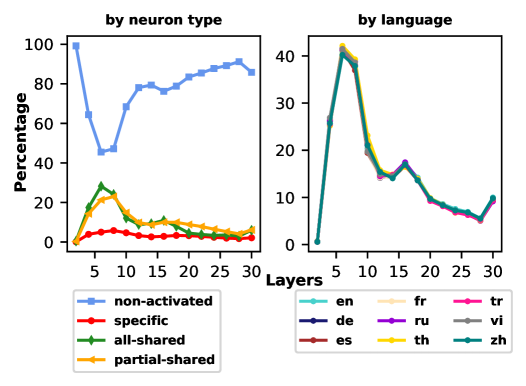 by neuron type
by language
Percentage
100
80
60
40
20
0
5 10 15 20 25 30
40
30
20
10
0
5 10 15 20 25 30
Layers
non-activated
specific
all-shared
partial-shared
en fr tr
de ru vi
es th zh